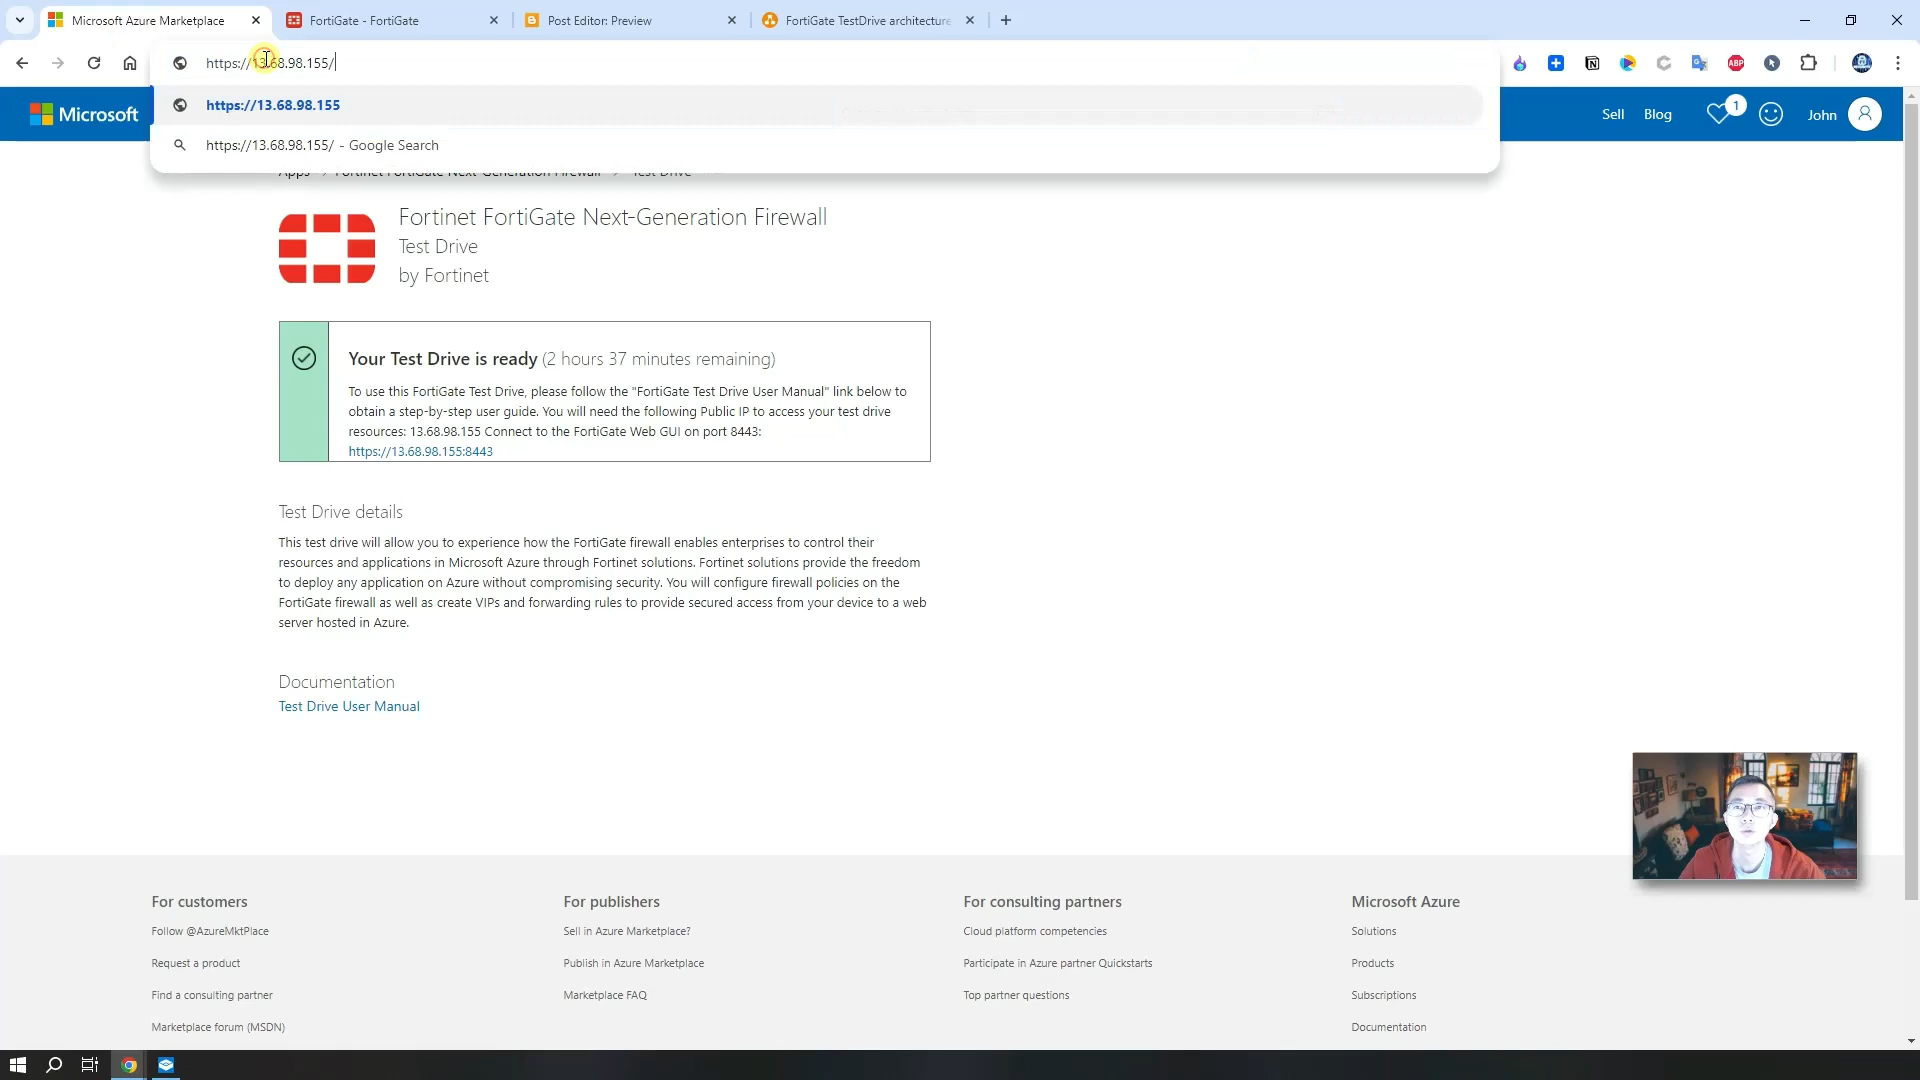 Microsoft Azure Marketplace
FortiGate - FortiGate
Post Editor: Preview
FortiGate TestDrive architecture
https://13.68.98.155/
ABP
https://13.68.98.155
https://13.68.98.155/ - Google Search
Microsoft
Sell
Blog
1
John
Apps > Fortinet FortiGate Next-Generation Firewall > Test Drive
Fortinet FortiGate Next-Generation Firewall
Test Drive
by Fortinet
Your Test Drive is ready (2 hours 37 minutes remaining)
To use this FortiGate Test Drive, please follow the "FortiGate Test Drive User Manual" link below to
obtain a step-by-step user guide. You will need the following Public IP to access your test drive
resources: 13.68.98.155 Connect to the FortiGate Web GUI on port 8443:
https://13.68.98.155:8443
Test Drive details
This test drive will allow you to experience how the FortiGate firewall enables enterprises to control their
resources and applications in Microsoft Azure through Fortinet solutions. Fortinet solutions provide the freedom
to deploy any application on Azure without compromising security. You will configure firewall policies on the
FortiGate firewall as well as create VIPs and forwarding rules to provide secured access from your device to a web
server hosted in Azure.
Documentation
Test Drive User Manual
For customers
Follow @AzureMktPlace
Request a product
Find a consulting partner
Marketplace forum (MSDN)
For publishers
Sell in Azure Marketplace?
Publish in Azure Marketplace
Marketplace FAQ
For consulting partners
Cloud platform competencies
Participate in Azure partner Quickstarts
Top partner questions
Microsoft Azure
Solutions
Products
Subscriptions
Documentation